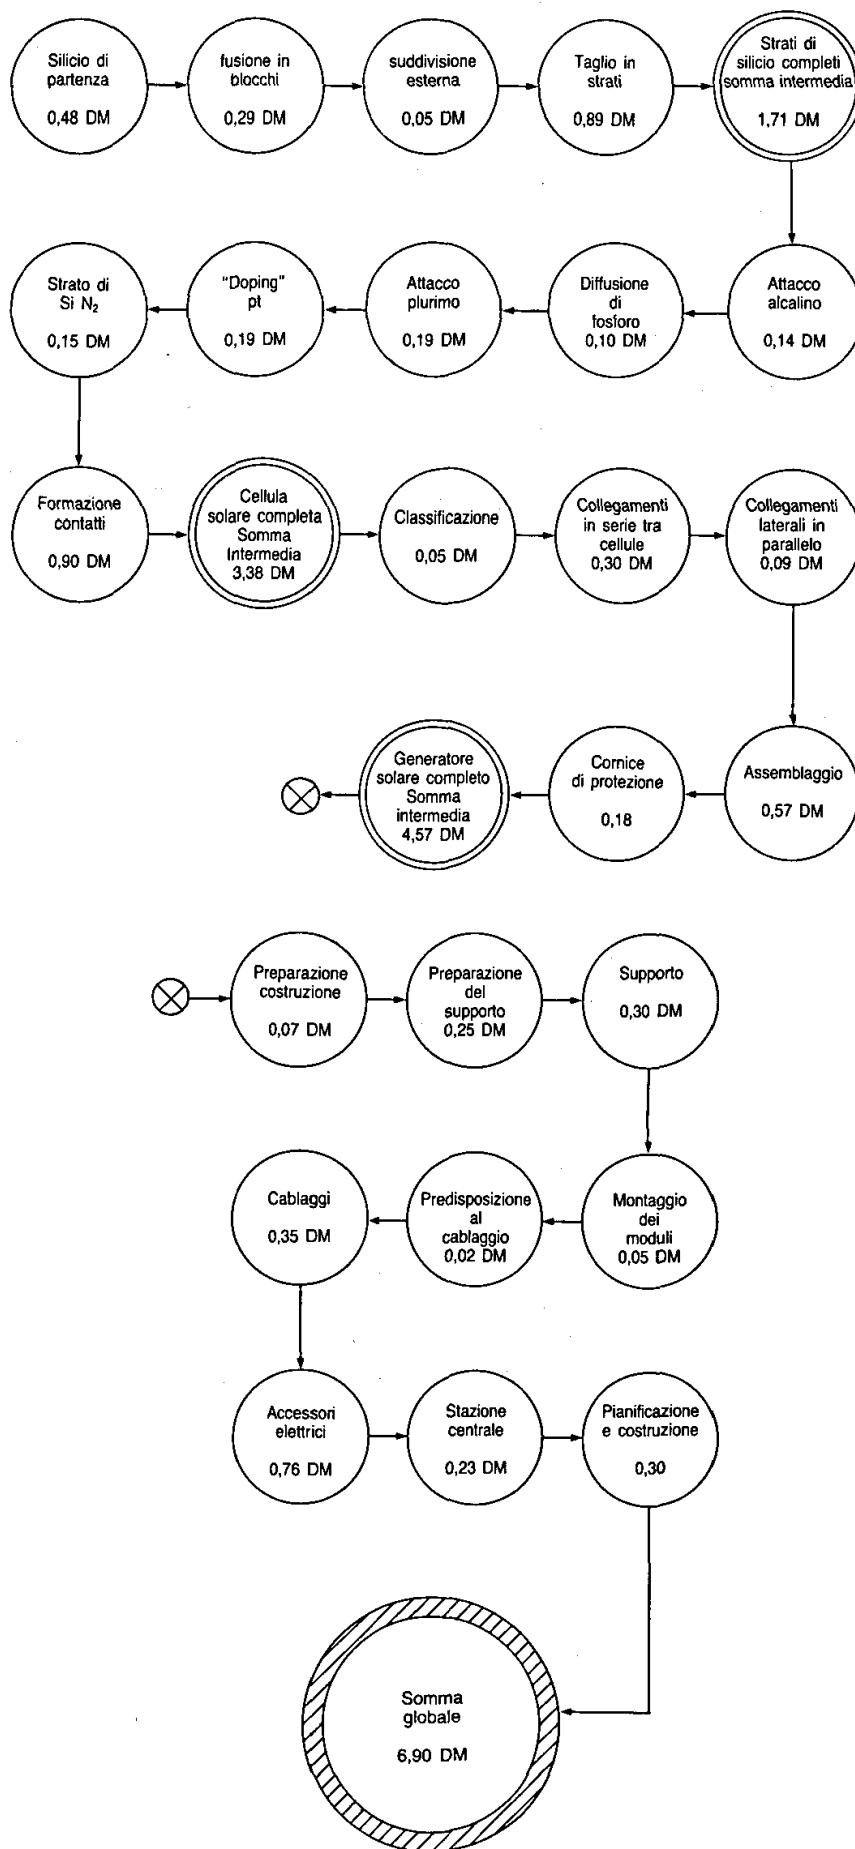 Silicio di
partenza
0,48 DM
fusione in
blocchi
0,29 DM
suddivisione
esterna
0,05 DM
Taglio in
strati
0,89 DM
Strati di
silicio completi
somma intermedia
1,71 DM
Attacco
alcalino
0,14 DM
Diffusione
di
fosforo
0,10 DM
Attacco
plurimo
0,19 DM
"Doping"
pt
0,19 DM
Strato di
Si N₂
0,15 DM
Formazione
contatti
0,90 DM
Cellula
solare completa
Somma
Intermedia
3,38 DM
Classificazione
0,05 DM
Collegamenti
in serie tra
cellule
0,30 DM
Collegamenti
laterali in
parallelo
0,09 DM
Assemblaggio
0,57 DM
Cornice
di protezione
0,18
Generatore
solare completo
Somma
intermedia
4,57 DM
Preparazione
costruzione
0,07 DM
Preparazione
del
supporto
0,25 DM
Supporto
0,30 DM
Montaggio
dei
moduli
0,05 DM
Predisposizione
al
cablaggio
0,02 DM
Cablaggi
0,35 DM
Accessori
elettrici
0,76 DM
Stazione
centrale
0,23 DM
Pianificazione
e costruzione
0,30
Somma
globale
6,90 DM